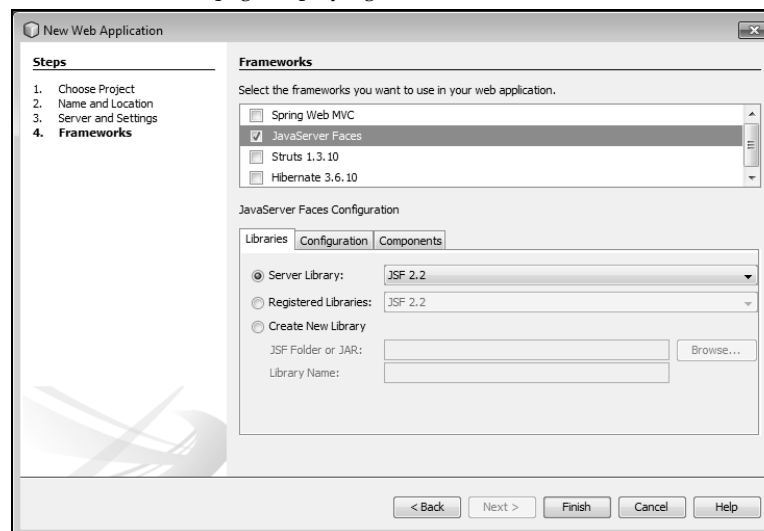 New Web Application
Steps
1. Choose Project
2. Name and Location
3. Server and Settings
4. Frameworks
Frameworks
Select the frameworks you want to use in your web application.
Spring Web MVC
JavaServer Faces
Struts 1.3.10
Hibernate 3.6.10
JavaServer Faces Configuration
Libraries Configuration Components
Server Library: JSF 2.2
Registered Libraries: JSF 2.2
Create New Library
JSF Folder or JAR: Browse...
Library Name:
< Back Next > Finish Cancel Help